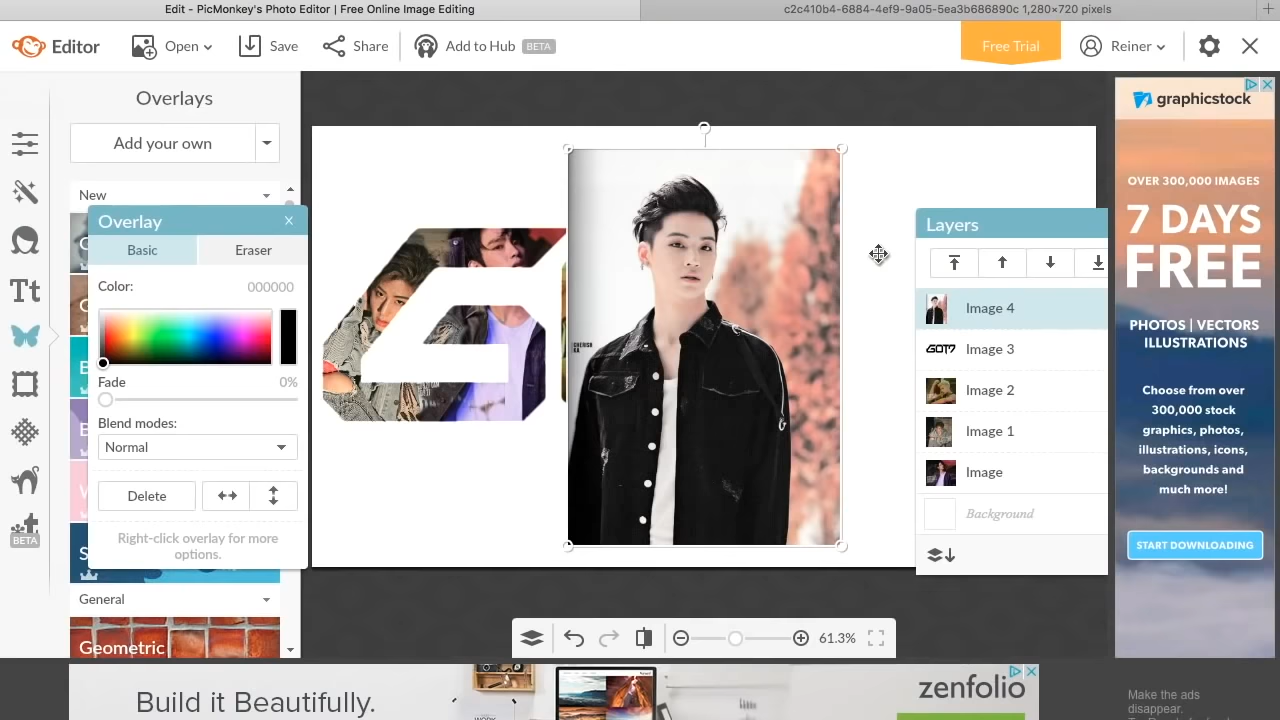 Edit - PicMonkey's Photo Editor | Free Online Image Editing
c2c410b4-6884-4ef9-9a05-5ea3b686890c 1,280×720 pixels
Editor
Open
Save
Share
Add to Hub BETA
Free Trial
Reiner
Overlays
Add your own
New
Overlay
Basic
Eraser
Color:
000000
Fade
0%
Blend modes:
Normal
Delete
Right-click overlay for more
options.
General
Geometric
BETA
Layers
Image 4
GOT7
Image 3
Image 2
Image 1
Image
Background
61.3%
graphicstock
OVER 300,000 IMAGES
7 DAYS
FREE
PHOTOS | VECTORS
ILLUSTRATIONS
Choose from over
300,000 stock
graphics, photos,
illustrations, icons,
backgrounds and
much more!
START DOWNLOADING
Build it Beautifully.
zenfolio
Make the ads
disappear.